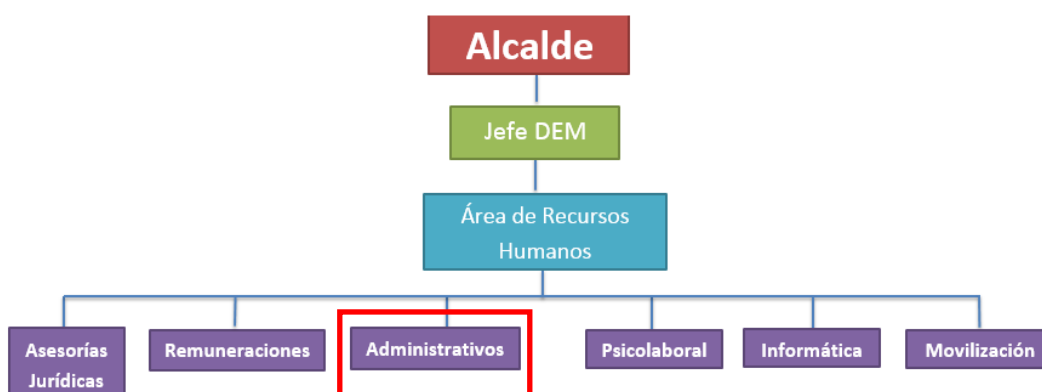 Alcalde
Jefe DEM
Área de Recursos
Humanos
Asesorías
Jurídicas
Remuneraciones
Administrativos
Psicolaboral
Informática
Movilización